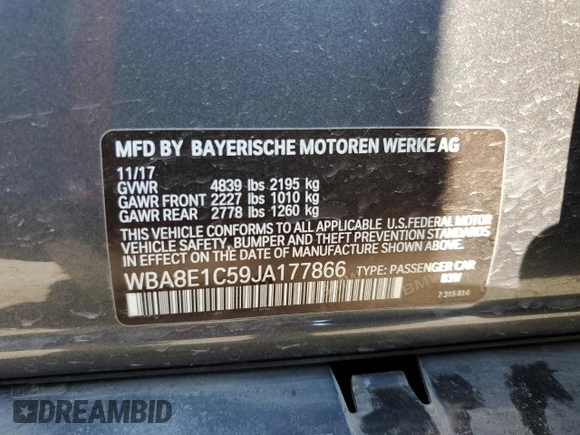 MFD BY BAYERISCHE MOTOREN WERKE AG
11/17
GVWR 4839 lbs 2195 kg
GAWR FRONT 2227 lbs 1010 kg
GAWR REAR 2778 lbs 1260 kg
THIS VEHICLE CONFORMS TO ALL APPLICABLE U.S.FEDERAL MOTOR
VEHICLE SAFETY, BUMPER AND THEFT PREVENTION STANDARDS
IN EFFECT ON THE DATE OF MANUFACTURE SHOWN ABOVE.
WBA8E1C59JA177866 TYPE: PASSENGER CAR
7315814
DREAMBID